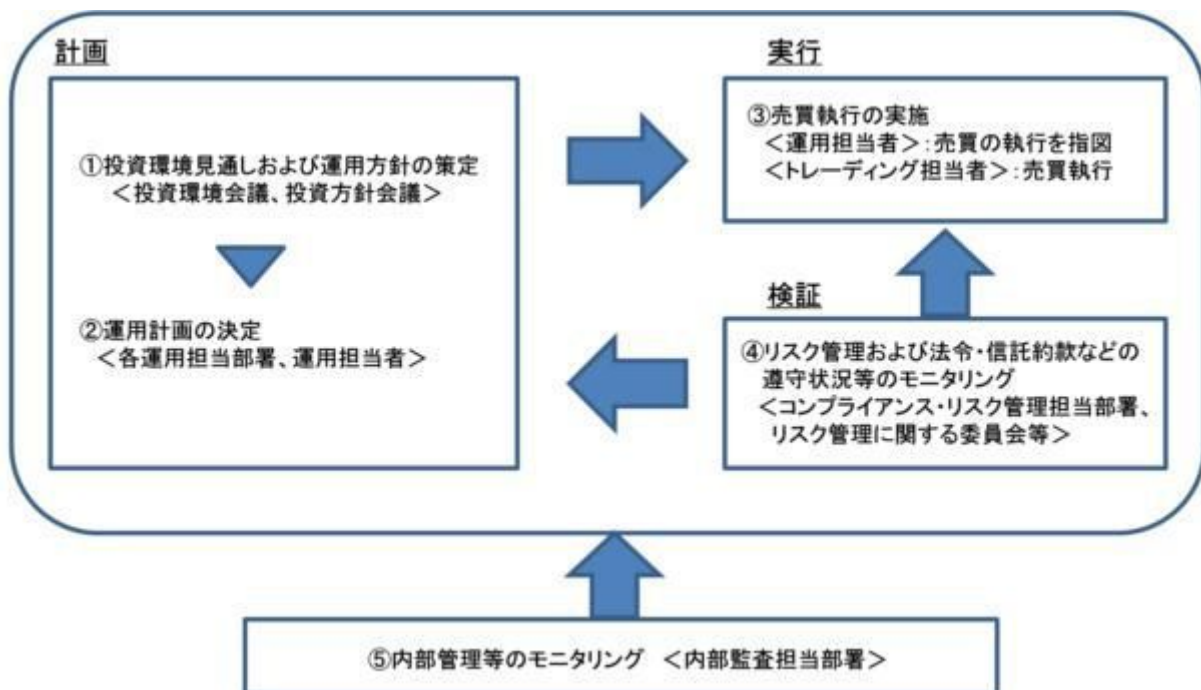 計画
①投資環境見通しおよび運用方針の策定
＜投資環境会議、投資方針会議＞
②運用計画の決定
＜各運用担当部署、運用担当者＞
実行
③売買執行の実施
＜運用担当者＞：売買の執行を指図
＜トレーディング担当者＞：売買執行
検証
④リスク管理および法令・信託約款などの
遵守状況等のモニタリング
＜コンプライアンス・リスク管理担当部署、
リスク管理に関する委員会等＞
⑤内部管理等のモニタリング ＜内部監査担当部署＞